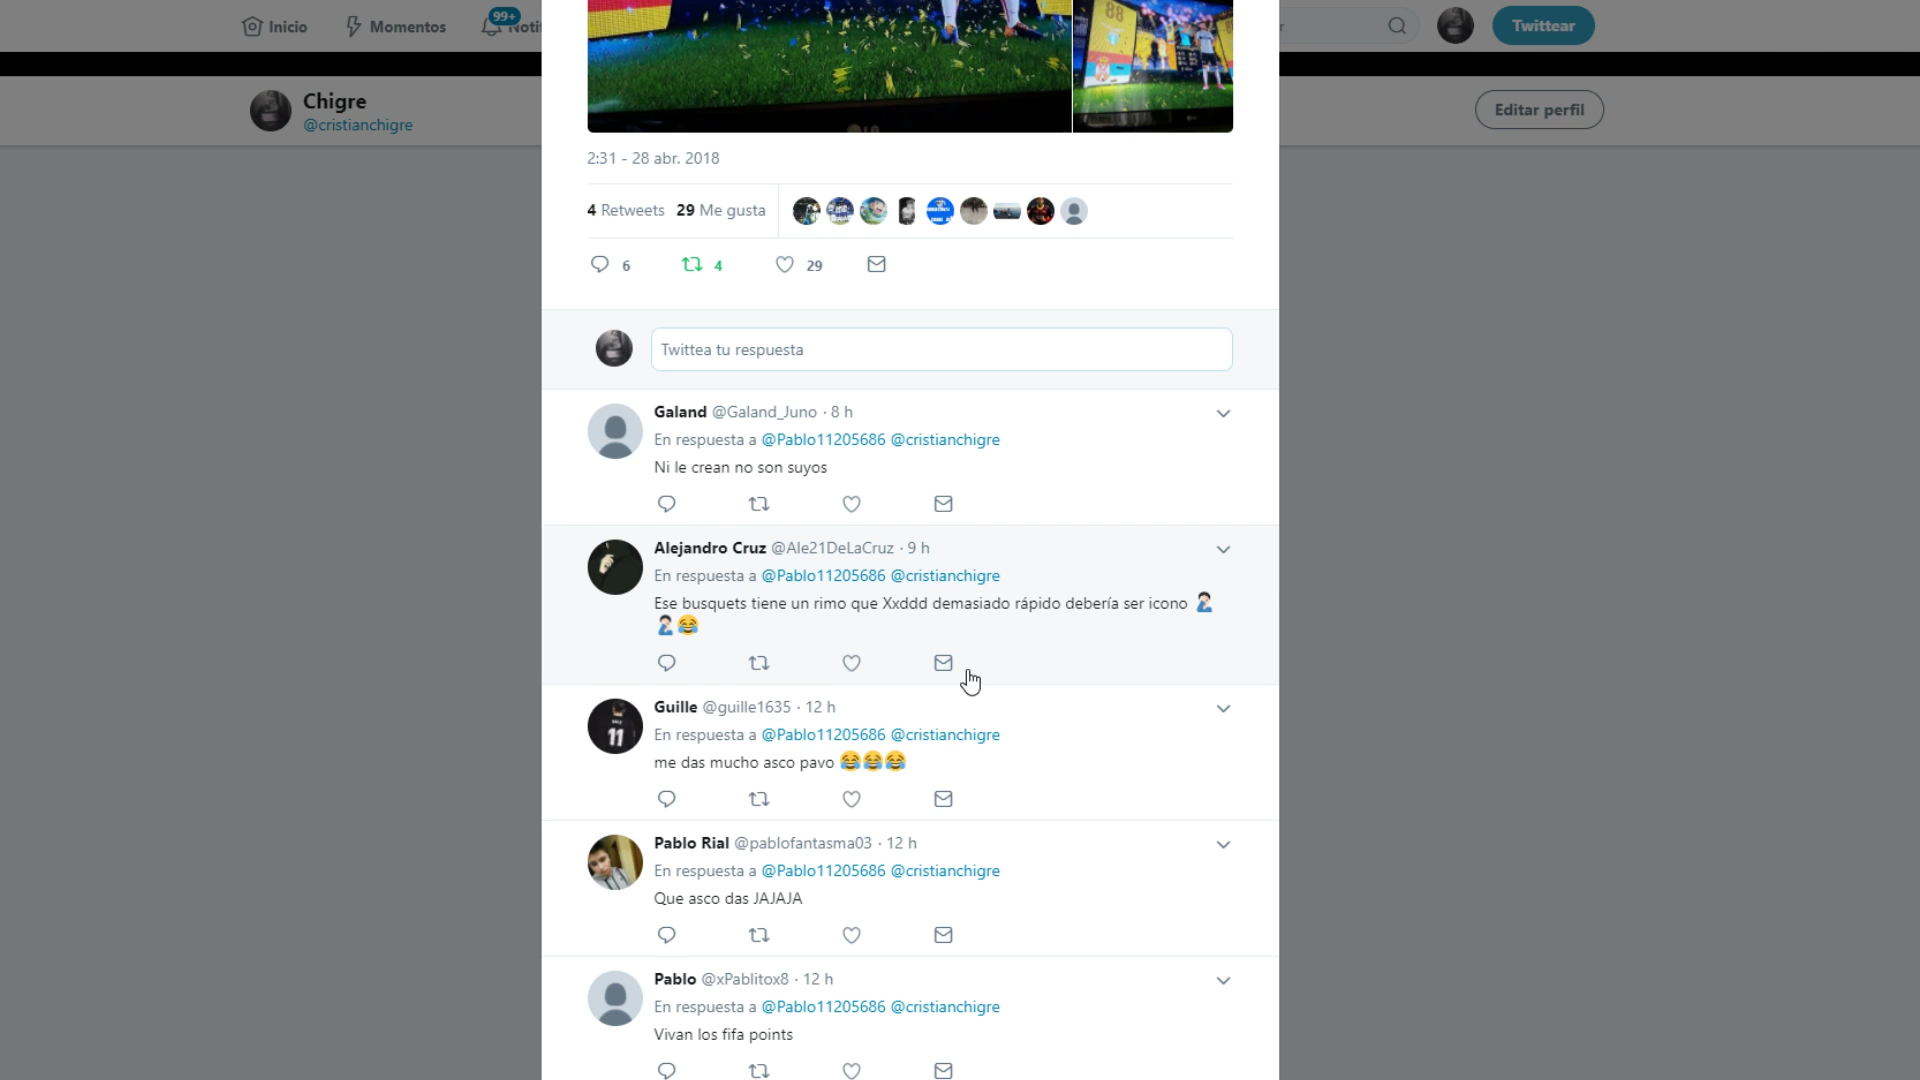 Inicio
Momentos
99+
Noti
Twittear
Chigre
@cristianchigre
Editar perfil
88
LG
2:31 - 28 abr. 2018
4 Retweets 29 Me gusta
6 4 29
Twittea tu respuesta
Galand @Galand_Juno · 8 h
En respuesta a @Pablo11205686 @cristianchigre
Ni le crean no son suyos
Alejandro Cruz @Ale21DeLaCruz · 9 h
En respuesta a @Pablo11205686 @cristianchigre
Ese busquets tiene un rimo que Xxddd demasiado rápido debería ser icono 🤦🏻‍♂️
🤦🏻‍♂️😂
Guille @guille1635 · 12 h
En respuesta a @Pablo11205686 @cristianchigre
me das mucho asco pavo 😂😂😂
11
Pablo Rial @pablofantasma03 · 12 h
En respuesta a @Pablo11205686 @cristianchigre
Que asco das JAJAJA
Pablo @xPablitox8 · 12 h
En respuesta a @Pablo11205686 @cristianchigre
Vivan los fifa points